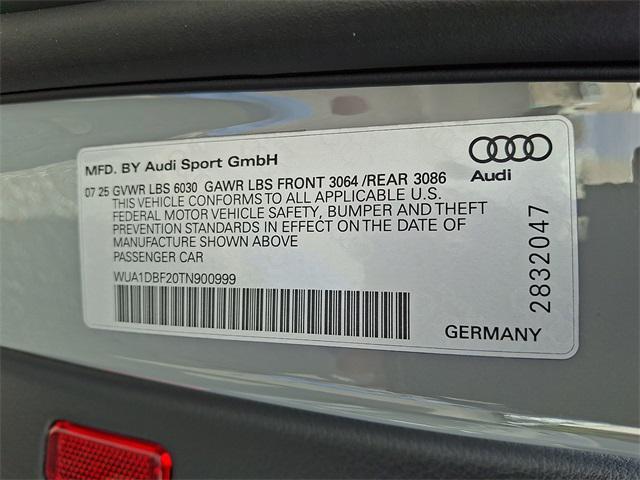 MFD. BY Audi Sport GmbH
07 25 GVWR LBS 6030 GAWR LBS FRONT 3064 /REAR 3086
THIS VEHICLE CONFORMS TO ALL APPLICABLE U.S.
FEDERAL MOTOR VEHICLE SAFETY, BUMPER AND THEFT
PREVENTION STANDARDS IN EFFECT ON THE DATE OF
MANUFACTURE SHOWN ABOVE
PASSENGER CAR
WUA1DBF20TN900999
Audi
2832047
GERMANY